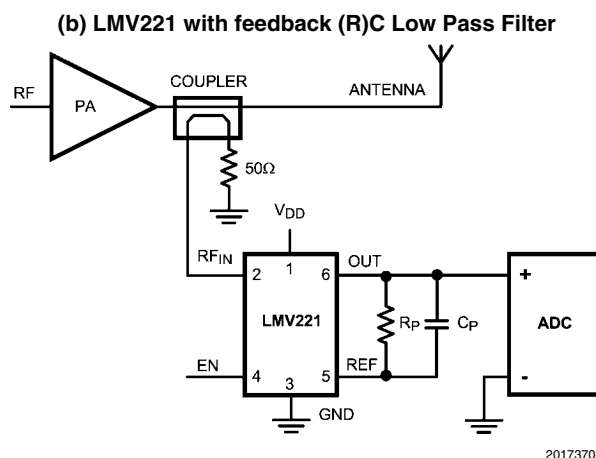 (b) LMV221 with feedback (R)C Low Pass Filter
COUPLER
RF
PA
ANTENNA
50Ω
VDD
RFIN
OUT
2
1
6
+
LMV221
RP
CP
ADC
EN
REF
4
3
5
-
GND
2017370